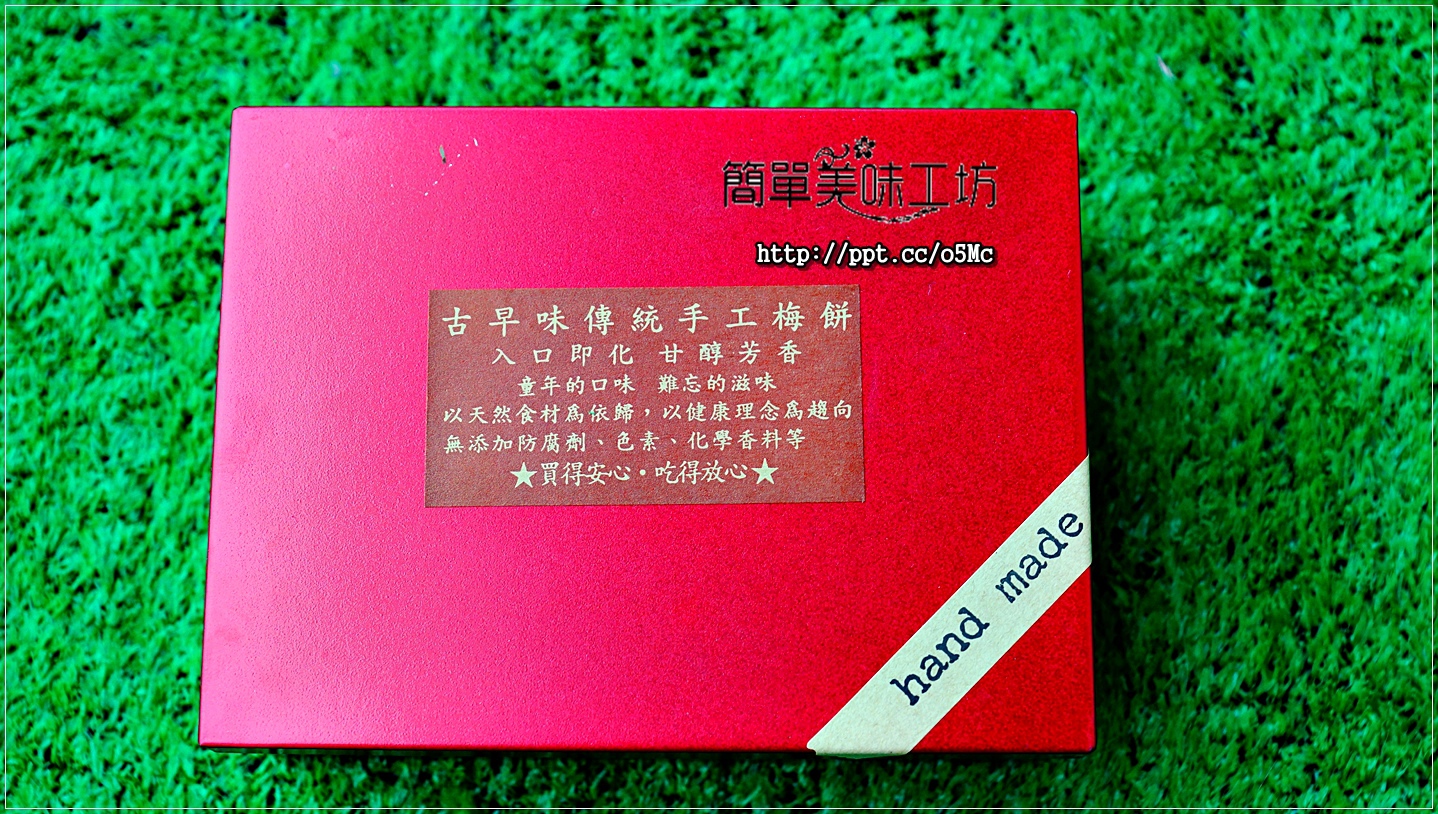 簡單美味工坊
http://ppt.cc/o5Mc
古早味傳統手工梅餅
入口即化 甘醇芳香
童年的口味 難忘的滋味
以天然食材為依歸，以健康理念為趨向
無添加防腐劑、色素、化學香料等
★買得安心·吃得放心★
hand made